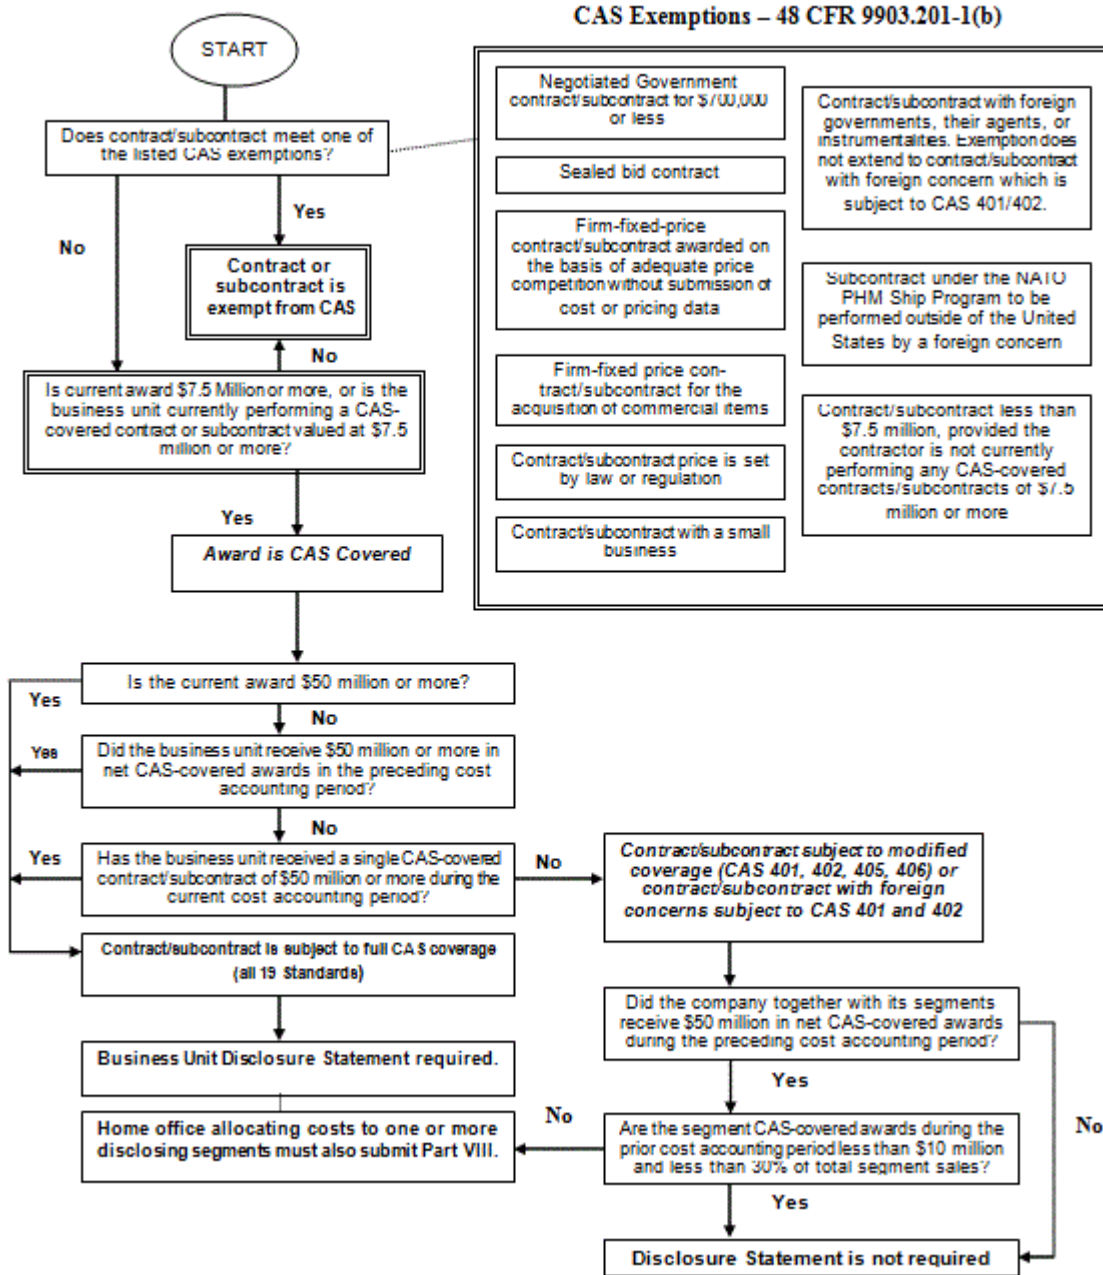 CAS Exemptions – 48 CFR 9903.201-1(b)
START
Does contract/subcontract meet one of
the listed CAS exemptions?
No
Yes
Contract or
subcontract is
exempt from CAS
No
Is current award $7.5 Million or more, or is the
business unit currently performing a CAS-
covered contract or subcontract valued at $7.5
million or more?
Yes
Award is CAS Covered
Negotiated Government
contract/subcontract for $700,000
or less
Sealed bid contract
Firm-fixed-price
contract/subcontract awarded on
the basis of adequate price
competition without submission of
cost or pricing data
Firm-fixed price con-
tract/subcontract for the
acquisition of commercial items
Contract/subcontract price is set
by law or regulation
Contract/subcontract with a small
business
Contract/subcontract with foreign
governments, their agents, or
instrumentalities. Exemption does
not extend to contract/subcontract
with foreign concern which is
subject to CAS 401/402.
Subcontract under the NATO
PHM Ship Program to be
performed outside of the United
States by a foreign concern
Contract/subcontract less than
$7.5 million, provided the
contractor is not currently
performing any CAS-covered
contracts/subcontracts of $7.5
million or more
Is the current award $50 million or more?
Yes
No
Did the business unit receive $50 million or more in
net CAS-covered awards in the preceding cost
accounting period?
Yes
No
Has the business unit received a single CAS-covered
contract/subcontract of $50 million or more during the
current cost accounting period?
Yes
No
Contract/subcontract is subject to full CAS coverage
(all 19 Standards)
Business Unit Disclosure Statement required.
Home office allocating costs to one or more
disclosing segments must also submit Part VIII.
Contract/subcontract subject to modified
coverage (CAS 401, 402, 405, 406) or
contract/subcontract with foreign
concerns subject to CAS 401 and 402
Did the company together with its segments
receive $50 million in net CAS-covered awards
during the preceding cost accounting period?
Yes
No
Are the segment CAS-covered awards during the
prior cost accounting period less than $10 million
and less than 30% of total segment sales?
No
Yes
Disclosure Statement is not required